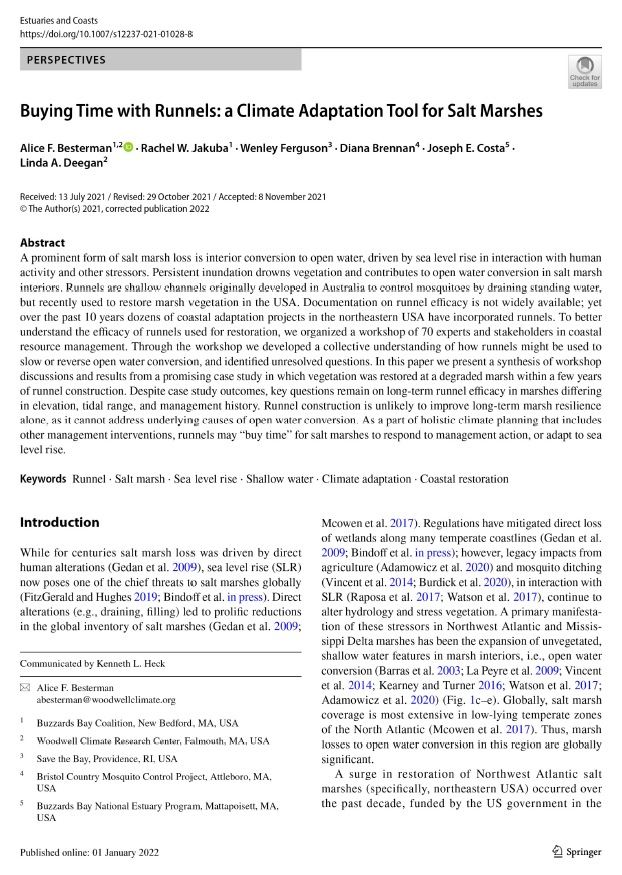 Estuaries and Coasts
https://doi.org/10.1007/s12237-021-01028-8
PERSPECTIVES
Check for
updates
Buying Time with Runnels: a Climate Adaptation Tool for Salt Marshes
Alice F. Besterman1,2 · Rachel W. Jakuba1 · Wenley Ferguson3 · Diana Brennan4 · Joseph E. Costa5 ·
Linda A. Deegan2
Received: 13 July 2021 / Revised: 29 October 2021 / Accepted: 8 November 2021
© The Author(s) 2021, corrected publication 2022
Abstract
A prominent form of salt marsh loss is interior conversion to open water, driven by sea level rise in interaction with human
activity and other stressors. Persistent inundation drowns vegetation and contributes to open water conversion in salt marsh
interiors. Runnels are shallow channels originally developed in Australia to control mosquitoes by draining standing water,
but recently used to restore marsh vegetation in the USA. Documentation on runnel efficacy is not widely available; yet
over the past 10 years dozens of coastal adaptation projects in the northeastern USA have incorporated runnels. To better
understand the efficacy of runnels used for restoration, we organized a workshop of 70 experts and stakeholders in coastal
resource management. Through the workshop we developed a collective understanding of how runnels might be used to
slow or reverse open water conversion, and identified unresolved questions. In this paper we present a synthesis of workshop
discussions and results from a promising case study in which vegetation was restored at a degraded marsh within a few years
of runnel construction. Despite case study outcomes, key questions remain on long-term runnel efficacy in marshes differing
in elevation, tidal range, and management history. Runnel construction is unlikely to improve long-term marsh resilience
alone, as it cannot address underlying causes of open water conversion. As a part of holistic climate planning that includes
other management interventions, runnels may "buy time" for salt marshes to respond to management action, or adapt to sea
level rise.
Keywords Runnel · Salt marsh · Sea level rise · Shallow water · Climate adaptation · Coastal restoration
Introduction
While for centuries salt marsh loss was driven by direct
human alterations (Gedan et al. 2009), sea level rise (SLR)
now poses one of the chief threats to salt marshes globally
(FitzGerald and Hughes 2019; Bindoff et al. in press). Direct
alterations (e.g., draining, filling) led to prolific reductions
in the global inventory of salt marshes (Gedan et al. 2009;
Communicated by Kenneth L. Heck
Alice F. Besterman
abesterman@woodwellclimate.org
1 Buzzards Bay Coalition, New Bedford, MA, USA
2 Woodwell Climate Research Center, Falmouth, MA, USA
3 Save the Bay, Providence, RI, USA
4 Bristol Country Mosquito Control Project, Attleboro, MA,
USA
5 Buzzards Bay National Estuary Program, Mattapoisett, MA,
USA
Mcowen et al. 2017). Regulations have mitigated direct loss
of wetlands along many temperate coastlines (Gedan et al.
2009; Bindoff et al. in press); however, legacy impacts from
agriculture (Adamowicz et al. 2020) and mosquito ditching
(Vincent et al. 2014; Burdick et al. 2020), in interaction with
SLR (Raposa et al. 2017; Watson et al. 2017), continue to
alter hydrology and stress vegetation. A primary manifesta-
tion of these stressors in Northwest Atlantic and Missis-
sippi Delta marshes has been the expansion of unvegetated,
shallow water features in marsh interiors, i.e., open water
conversion (Barras et al. 2003; La Peyre et al. 2009; Vincent
et al. 2014; Kearney and Turner 2016; Watson et al. 2017;
Adamowicz et al. 2020) (Fig. 1c–e). Globally, salt marsh
coverage is most extensive in low-lying temperate zones
of the North Atlantic (Mcowen et al. 2017). Thus, marsh
losses to open water conversion in this region are globally
significant.
A surge in restoration of Northwest Atlantic salt
marshes (specifically, northeastern USA) occurred over
the past decade, funded by the US government in the
Published online: 01 January 2022
Springer